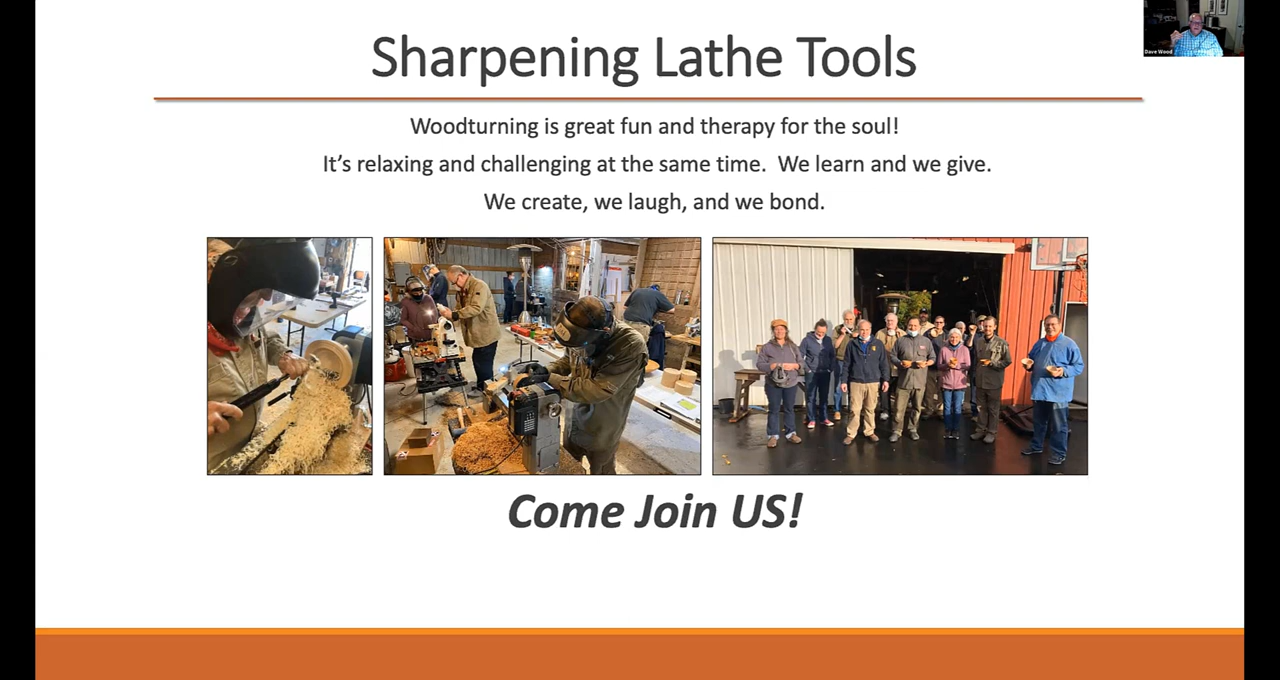 Sharpening Lathe Tools
Dave Wood
Woodturning is great fun and therapy for the soul!
It’s relaxing and challenging at the same time.  We learn and we give.
We create, we laugh, and we bond.
Come Join US!